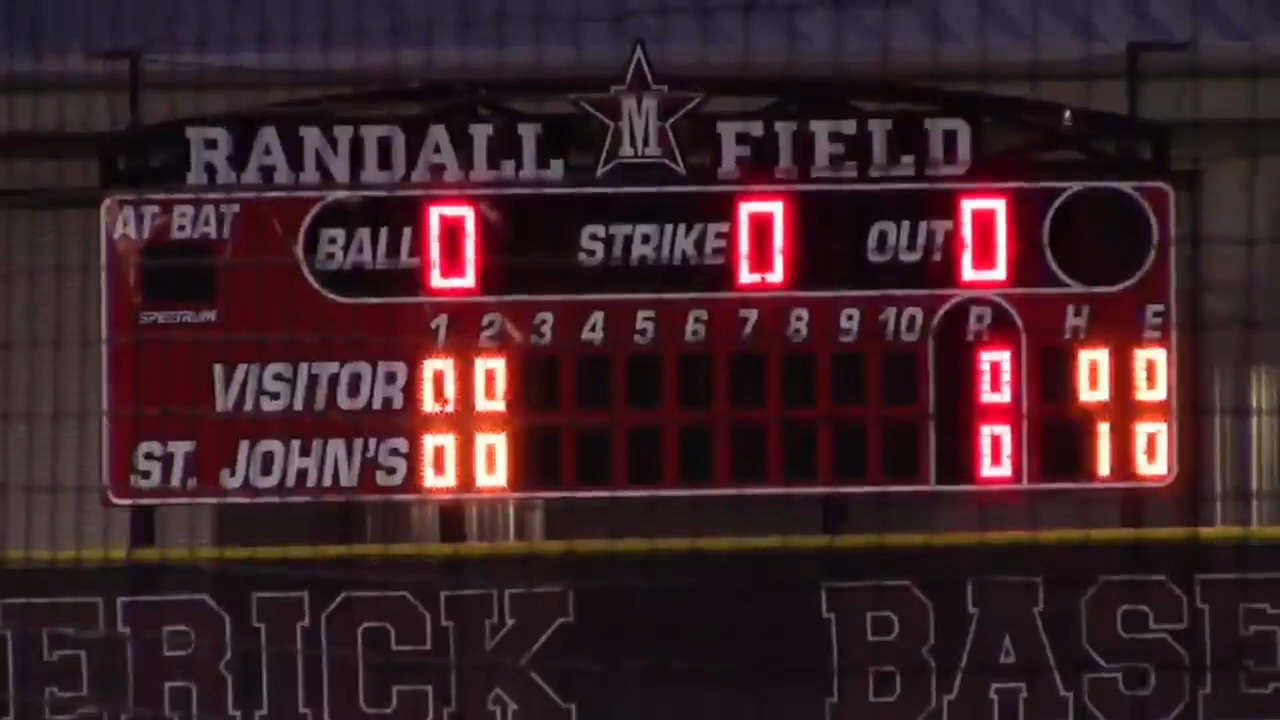 M
RANDALL FIELD
AT BAT
BALL 0 STRIKE 0 OUT 0
SPECTRUM
1 2 3 4 5 6 7 8 9 10 R H E
VISITOR 0 0 0 0 0
ST. JOHN'S 0 0 0 1 0
ERICK BASE